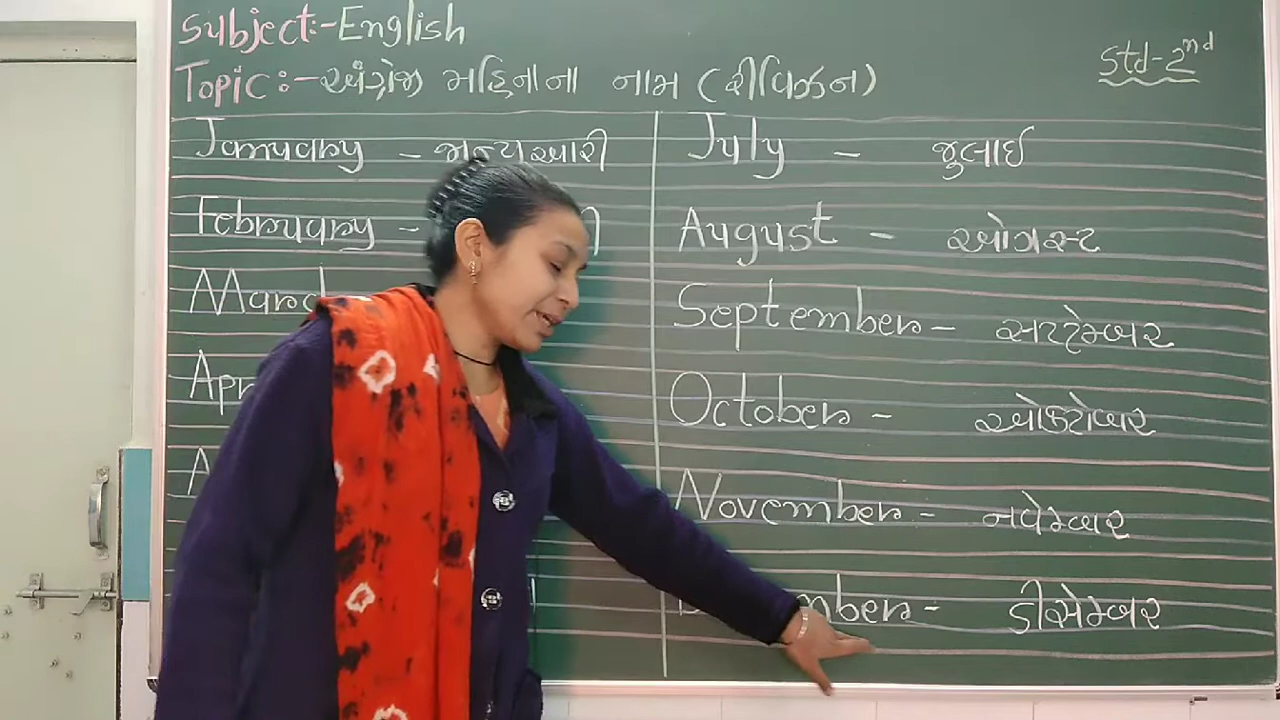 Subject:-English
Topic:-અંગ્રેજી મહિનાના નામ (રીવિઝન)
Std-2nd
January - જાન્યુઆરી
February -
July - જુલાઈ
August - ઓગસ્ટ
September - સપ્ટેમ્બર
October - ઓક્ટોબર
November - નવેમ્બર
- ડીસેમ્બર